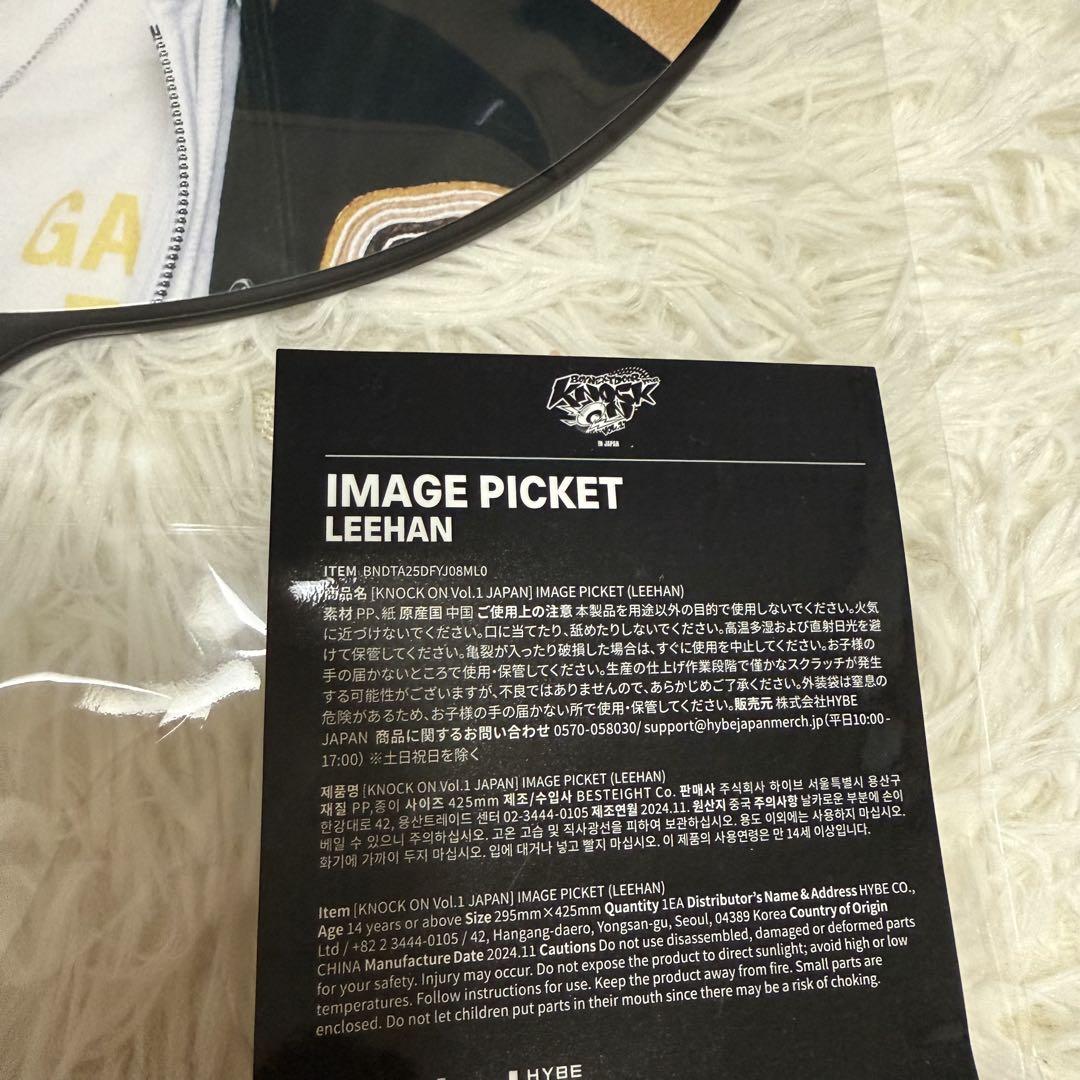 GA
BOYNEXTDOOR
KNOCK
ON
VOL.1
IN JAPAN
IMAGE PICKET
LEEHAN
ITEM BNDTA25DFYJ08ML0
商品名 [KNOCK ON Vol.1 JAPAN] IMAGE PICKET (LEEHAN)
素材 PP、紙 原産国 中国 ご使用上の注意 本製品を用途以外の目的で使用しないでください。火気
に近づけないでください。口に当てたり、舐めたりしないでください。高温多湿および直射日光を避
けて保管してください。亀裂が入ったり破損した場合は、すぐに使用を中止してください。お子様の
手の届かないところで使用・保管してください。生産の仕上げ作業段階で僅かなスクラッチが発生
する可能性がございますが、不良ではありませんので、あらかじめご了承ください。外装袋は窒息の
危険があるため、お子様の手の届かない所で使用・保管してください。販売元 株式会社HYBE
JAPAN 商品に関するお問い合わせ 0570-058030/ support@hybejapanmerch.jp(平日10:00-
17:00) ※土日祝日を除く
제품명 [KNOCK ON Vol.1 JAPAN] IMAGE PICKET (LEEHAN)
재질 PP, 종이 사이즈 425mm 제조/수입사 BESTEIGHT Co. 판매사 주식회사 하이브 서울특별시 용산구
한강대로 42, 용산트레이드 센터 02-3444-0105 제조연월 2024.11. 원산지 중국 주의사항 날카로운 부분에 손이
베일 수 있으니 주의하십시오. 고온 고습 및 직사광선을 피하여 보관하십시오. 용도 이외에는 사용하지 마십시오.
화기에 가까이 두지 마십시오. 입에 대거나 넣고 빨지 마십시오. 이 제품의 사용연령은 만 14세 이상입니다.
Item [KNOCK ON Vol.1 JAPAN] IMAGE PICKET (LEEHAN)
Age 14 years or above Size 295mm×425mm Quantity 1EA Distributor's Name & Address HYBE CO.,
Ltd / +82 2 3444-0105 / 42, Hangang-daero, Yongsan-gu, Seoul, 04389 Korea Country of Origin
CHINA Manufacture Date 2024.11 Cautions Do not use disassembled, damaged or deformed parts
for your safety. Injury may occur. Do not expose the product to direct sunlight; avoid high or low
temperatures. Follow instructions for use. Keep the product away from fire. Small parts are
enclosed. Do not let children put parts in their mouth since there may be a risk of choking.
HYBE